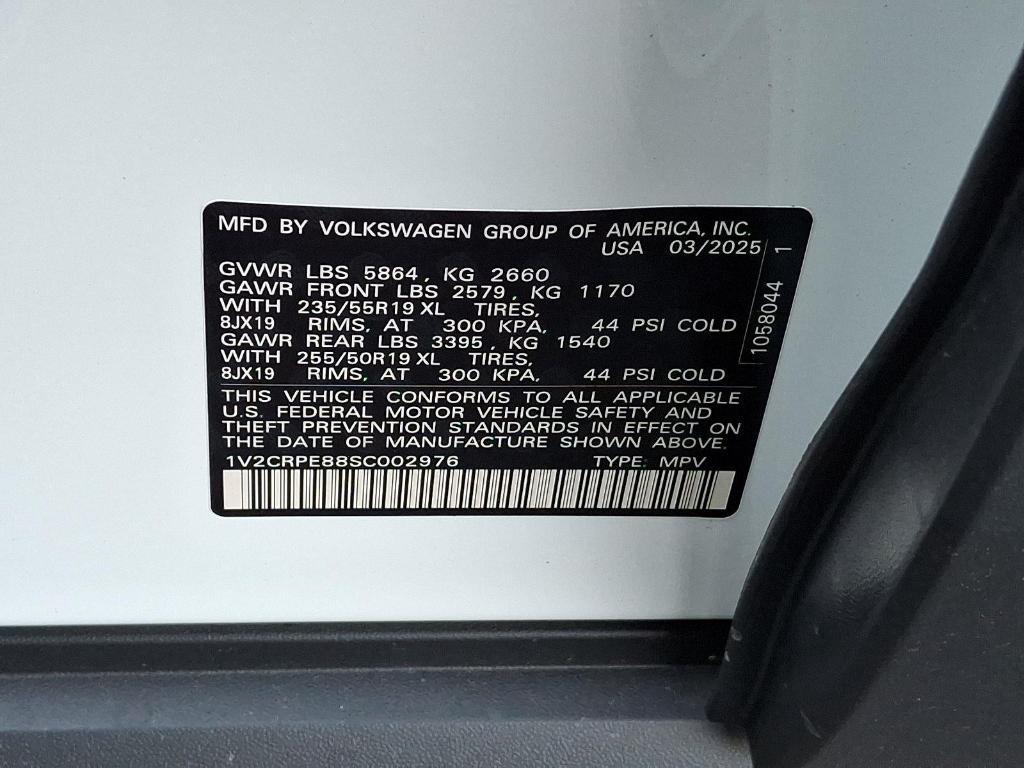 MFD BY VOLKSWAGEN GROUP OF AMERICA, INC.
USA 03/2025
GVWR LBS 5864, KG 2660
GAWR FRONT LBS 2579, KG 1170
WITH 235/55R19 XL TIRES,
8JX19 RIMS, AT 300 KPA, 44 PSI COLD
GAWR REAR LBS 3395, KG 1540
WITH 255/50R19 XL TIRES,
8JX19 RIMS, AT 300 KPA, 44 PSI COLD
1058044 1
THIS VEHICLE CONFORMS TO ALL APPLICABLE
U.S. FEDERAL MOTOR VEHICLE SAFETY AND
THEFT PREVENTION STANDARDS IN EFFECT ON
THE DATE OF MANUFACTURE SHOWN ABOVE.
1V2CRPE88SC002976 TYPE: MPV